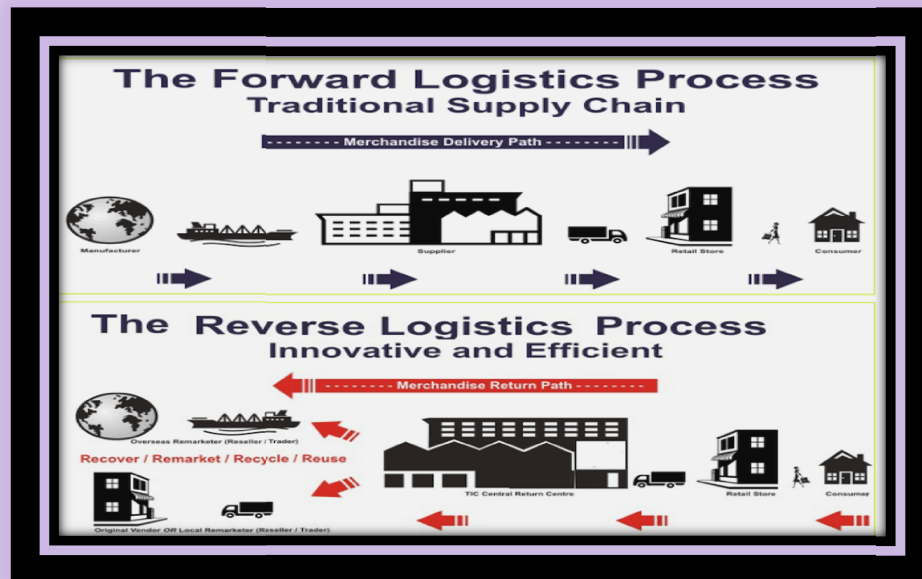 The Forward Logistics Process
Traditional Supply Chain
- - - - - - - - Merchandise Delivery Path - - - - - - - -
Manufacturer
Supplier
Retail Store
Consumer
The Reverse Logistics Process
Innovative and Efficient
- - - - - - - - Merchandise Return Path - - - - - - - -
Overseas Remarketer (Reseller / Trader)
Recover / Remarket / Recycle / Reuse
TIC Central Return Centre
Retail Store
Consumer
Original Vendor OR Local Remarketer (Reseller / Trader)